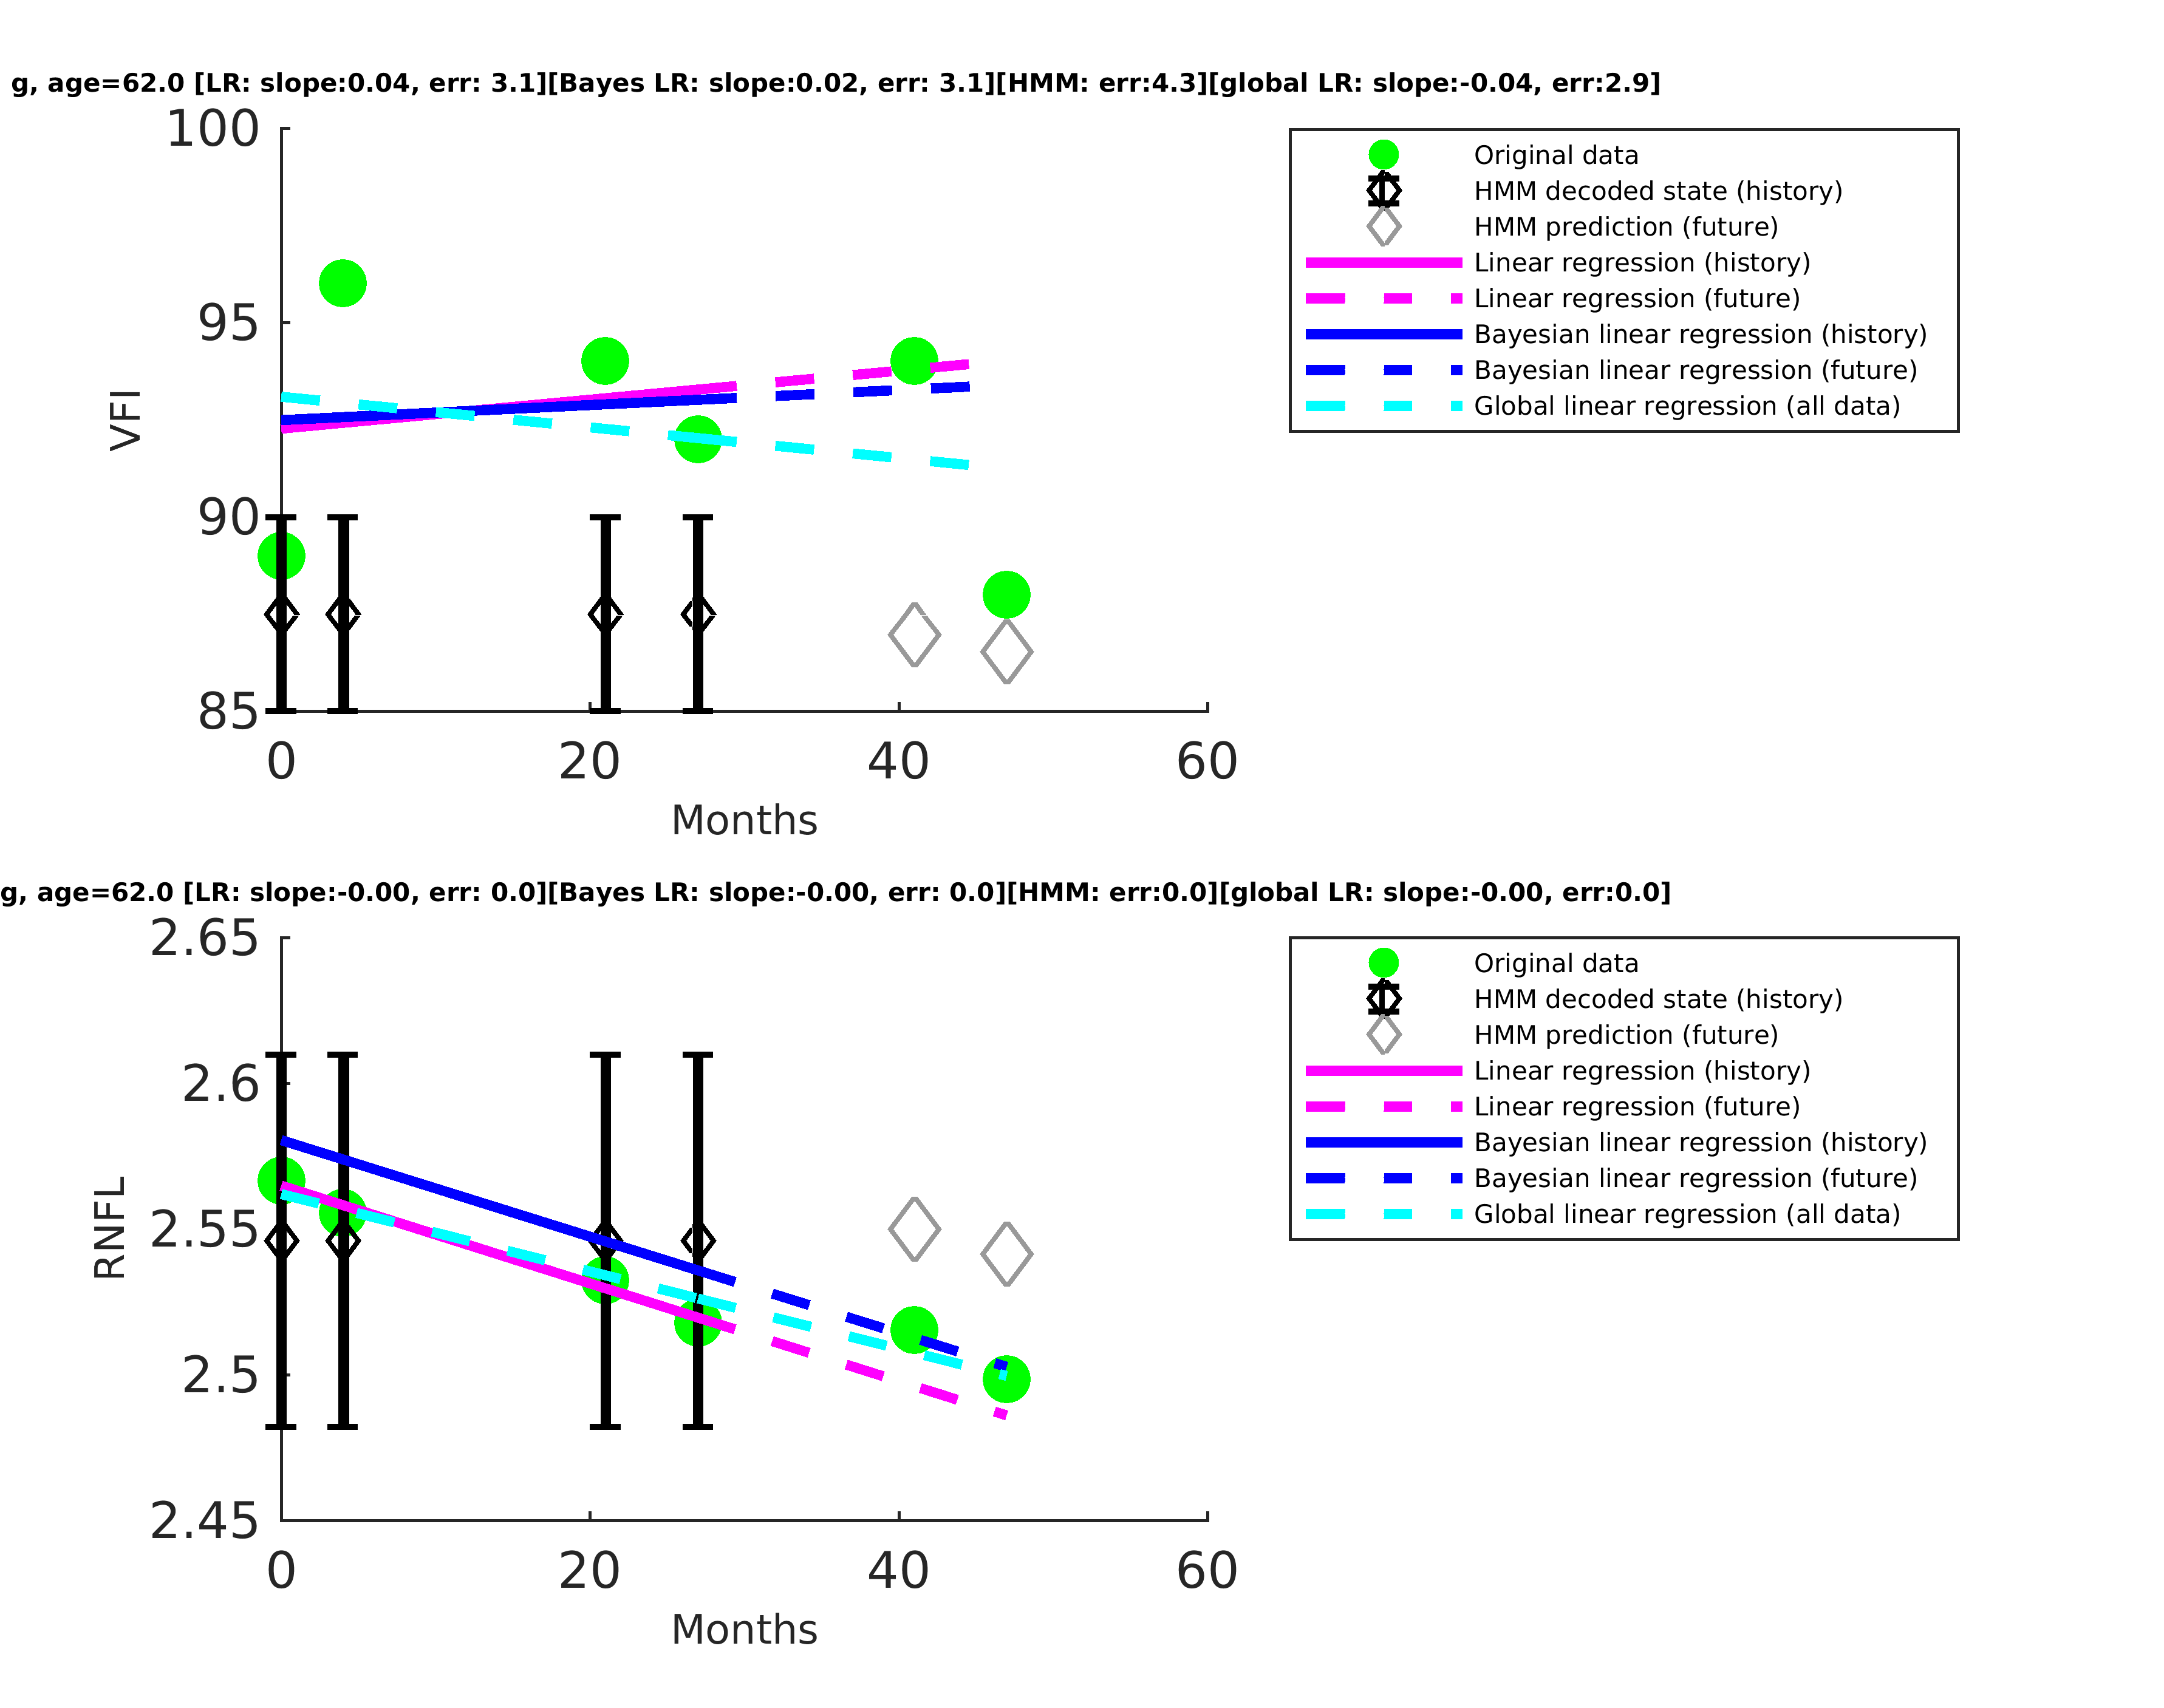 g, age=62.0 [LR: slope:0.04, err: 3.1][Bayes LR: slope:0.02, err: 3.1][HMM: err:4.3][global LR: slope:-0.04, err:2.9]
100
95
90
85
VFI
0 20 40 60
Months
Original data
HMM decoded state (history)
HMM prediction (future)
Linear regression (history)
Linear regression (future)
Bayesian linear regression (history)
Bayesian linear regression (future)
Global linear regression (all data)
g, age=62.0 [LR: slope:-0.00, err: 0.0][Bayes LR: slope:-0.00, err: 0.0][HMM: err:0.0][global LR: slope:-0.00, err:0.0]
2.65
2.6
2.55
2.5
2.45
RNFL
0 20 40 60
Months
Original data
HMM decoded state (history)
HMM prediction (future)
Linear regression (history)
Linear regression (future)
Bayesian linear regression (history)
Bayesian linear regression (future)
Global linear regression (all data)